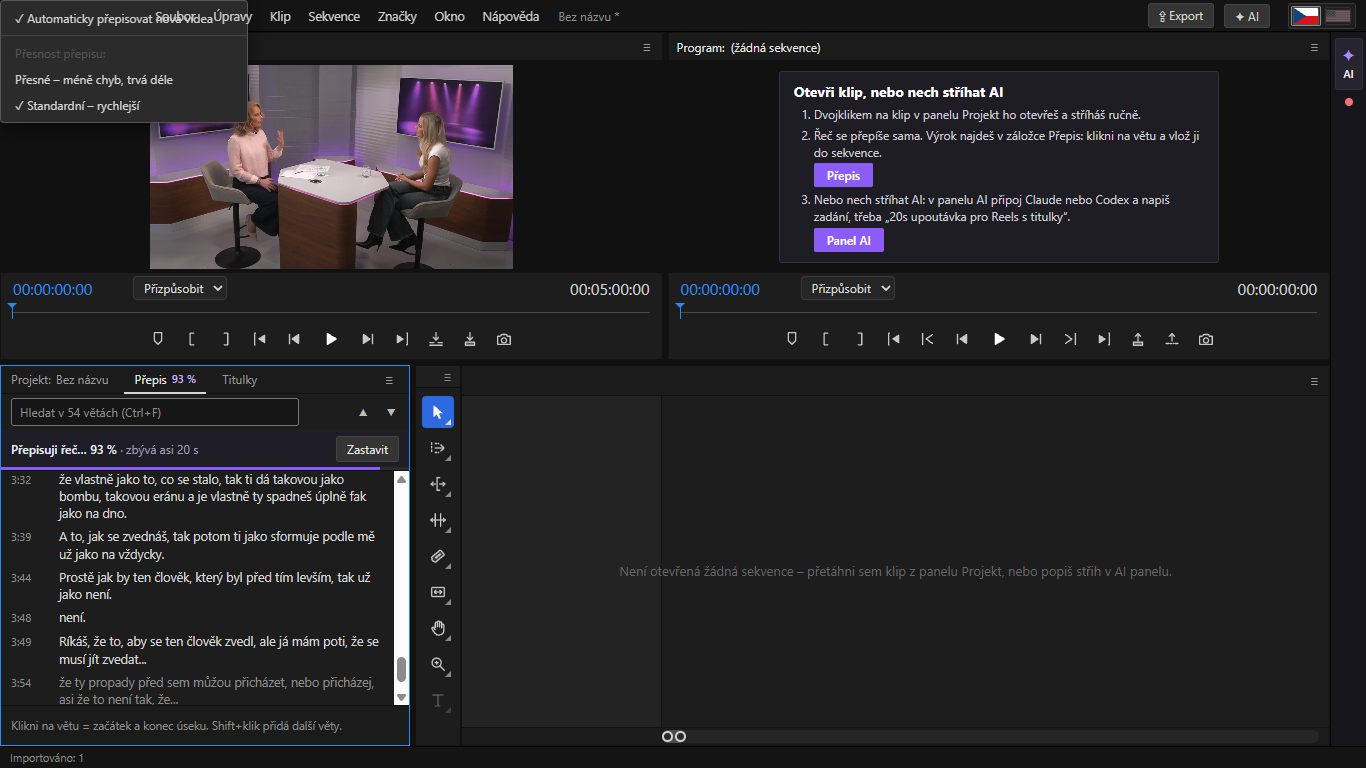 ✓ Automaticky přepisovat nová videa
Přesnost přepisu:
Přesné – méně chyb, trvá déle
✓ Standardní – rychlejší
Soubor Úpravy Klip Sekvence Značky Okno Nápověda Bez názvu *
Export
AI
Program: (žádná sekvence)
AI
Otevři klip, nebo nech stříhat AI
1. Dvojklikem na klip v panelu Projekt ho otevřeš a stříháš ručně.
2. Řeč se přepíše sama. Výrok najdeš v záložce Přepis: klikni na větu a vlož ji
do sekvence.
Přepis
3. Nebo nech stříhat AI: v panelu AI připoj Claude nebo Codex a napiš
zadání, třeba „20s upoutávka pro Reels s titulky“.
Panel AI
00:00:00:00 Přizpůsobit 00:05:00:00
00:00:00:00 Přizpůsobit 00:00:00:00
Projekt: Bez názvu Přepis 93 % Titulky
Hledat v 54 větách (Ctrl+F)
Přepisuji řeč... 93 % · zbývá asi 20 s
Zastavit
3:32 že vlastně jako to, co se stalo, tak ti dá takovou jako
bombu, takovou eránu a je vlastně ty spadneš úplně fak
jako na dno.
3:39 A to, jak se zvednáš, tak potom ti jako sformuje podle mě
už jako na vždycky.
3:44 Prostě jak by ten člověk, který byl před tím levším, tak už
jako není.
3:48 není.
3:49 Ríkáš, že to, aby se ten člověk zvedl, ale já mám poti, že se
musí jít zvedat...
3:54 že ty propady před sem můžou přicházet, nebo přicházej,
asi že to není tak, že...
Klikni na větu = začátek a konec úseku. Shift+klik přidá další věty.
T
Není otevřená žádná sekvence – přetáhni sem klip z panelu Projekt, nebo popiš střih v AI panelu.
Importováno: 1